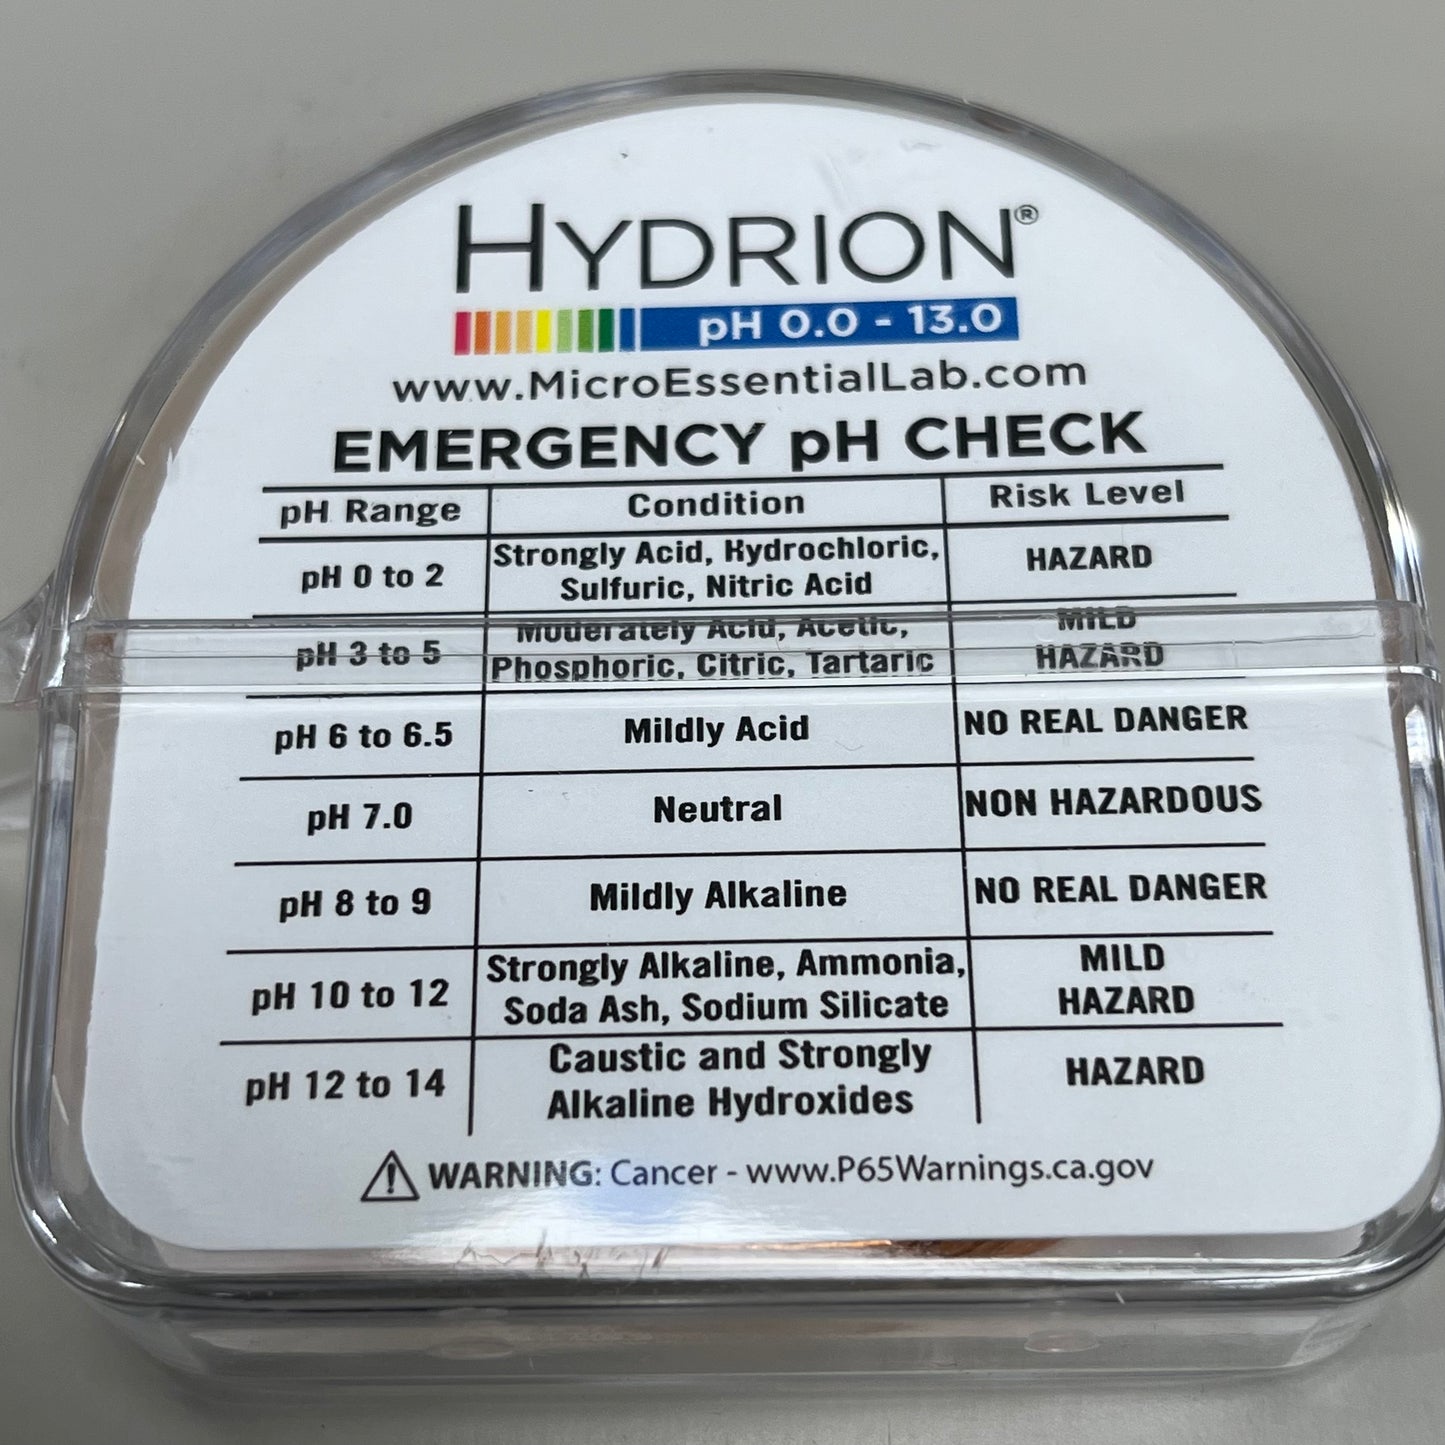 HYDRION®
pH 0.0 - 13.0
www.MicroEssentialLab.com
EMERGENCY pH CHECK
pH Range Condition Risk Level
pH 0 to 2 Strongly Acid, Hydrochloric, Sulfuric, Nitric Acid HAZARD
pH 3 to 5 Moderately Acid, Acetic, Phosphoric, Citric, Tartaric MILD HAZARD
pH 6 to 6.5 Mildly Acid NO REAL DANGER
pH 7.0 Neutral NON HAZARDOUS
pH 8 to 9 Mildly Alkaline NO REAL DANGER
pH 10 to 12 Strongly Alkaline, Ammonia, Soda Ash, Sodium Silicate MILD HAZARD
pH 12 to 14 Caustic and Strongly Alkaline Hydroxides HAZARD
WARNING: Cancer - www.P65Warnings.ca.gov